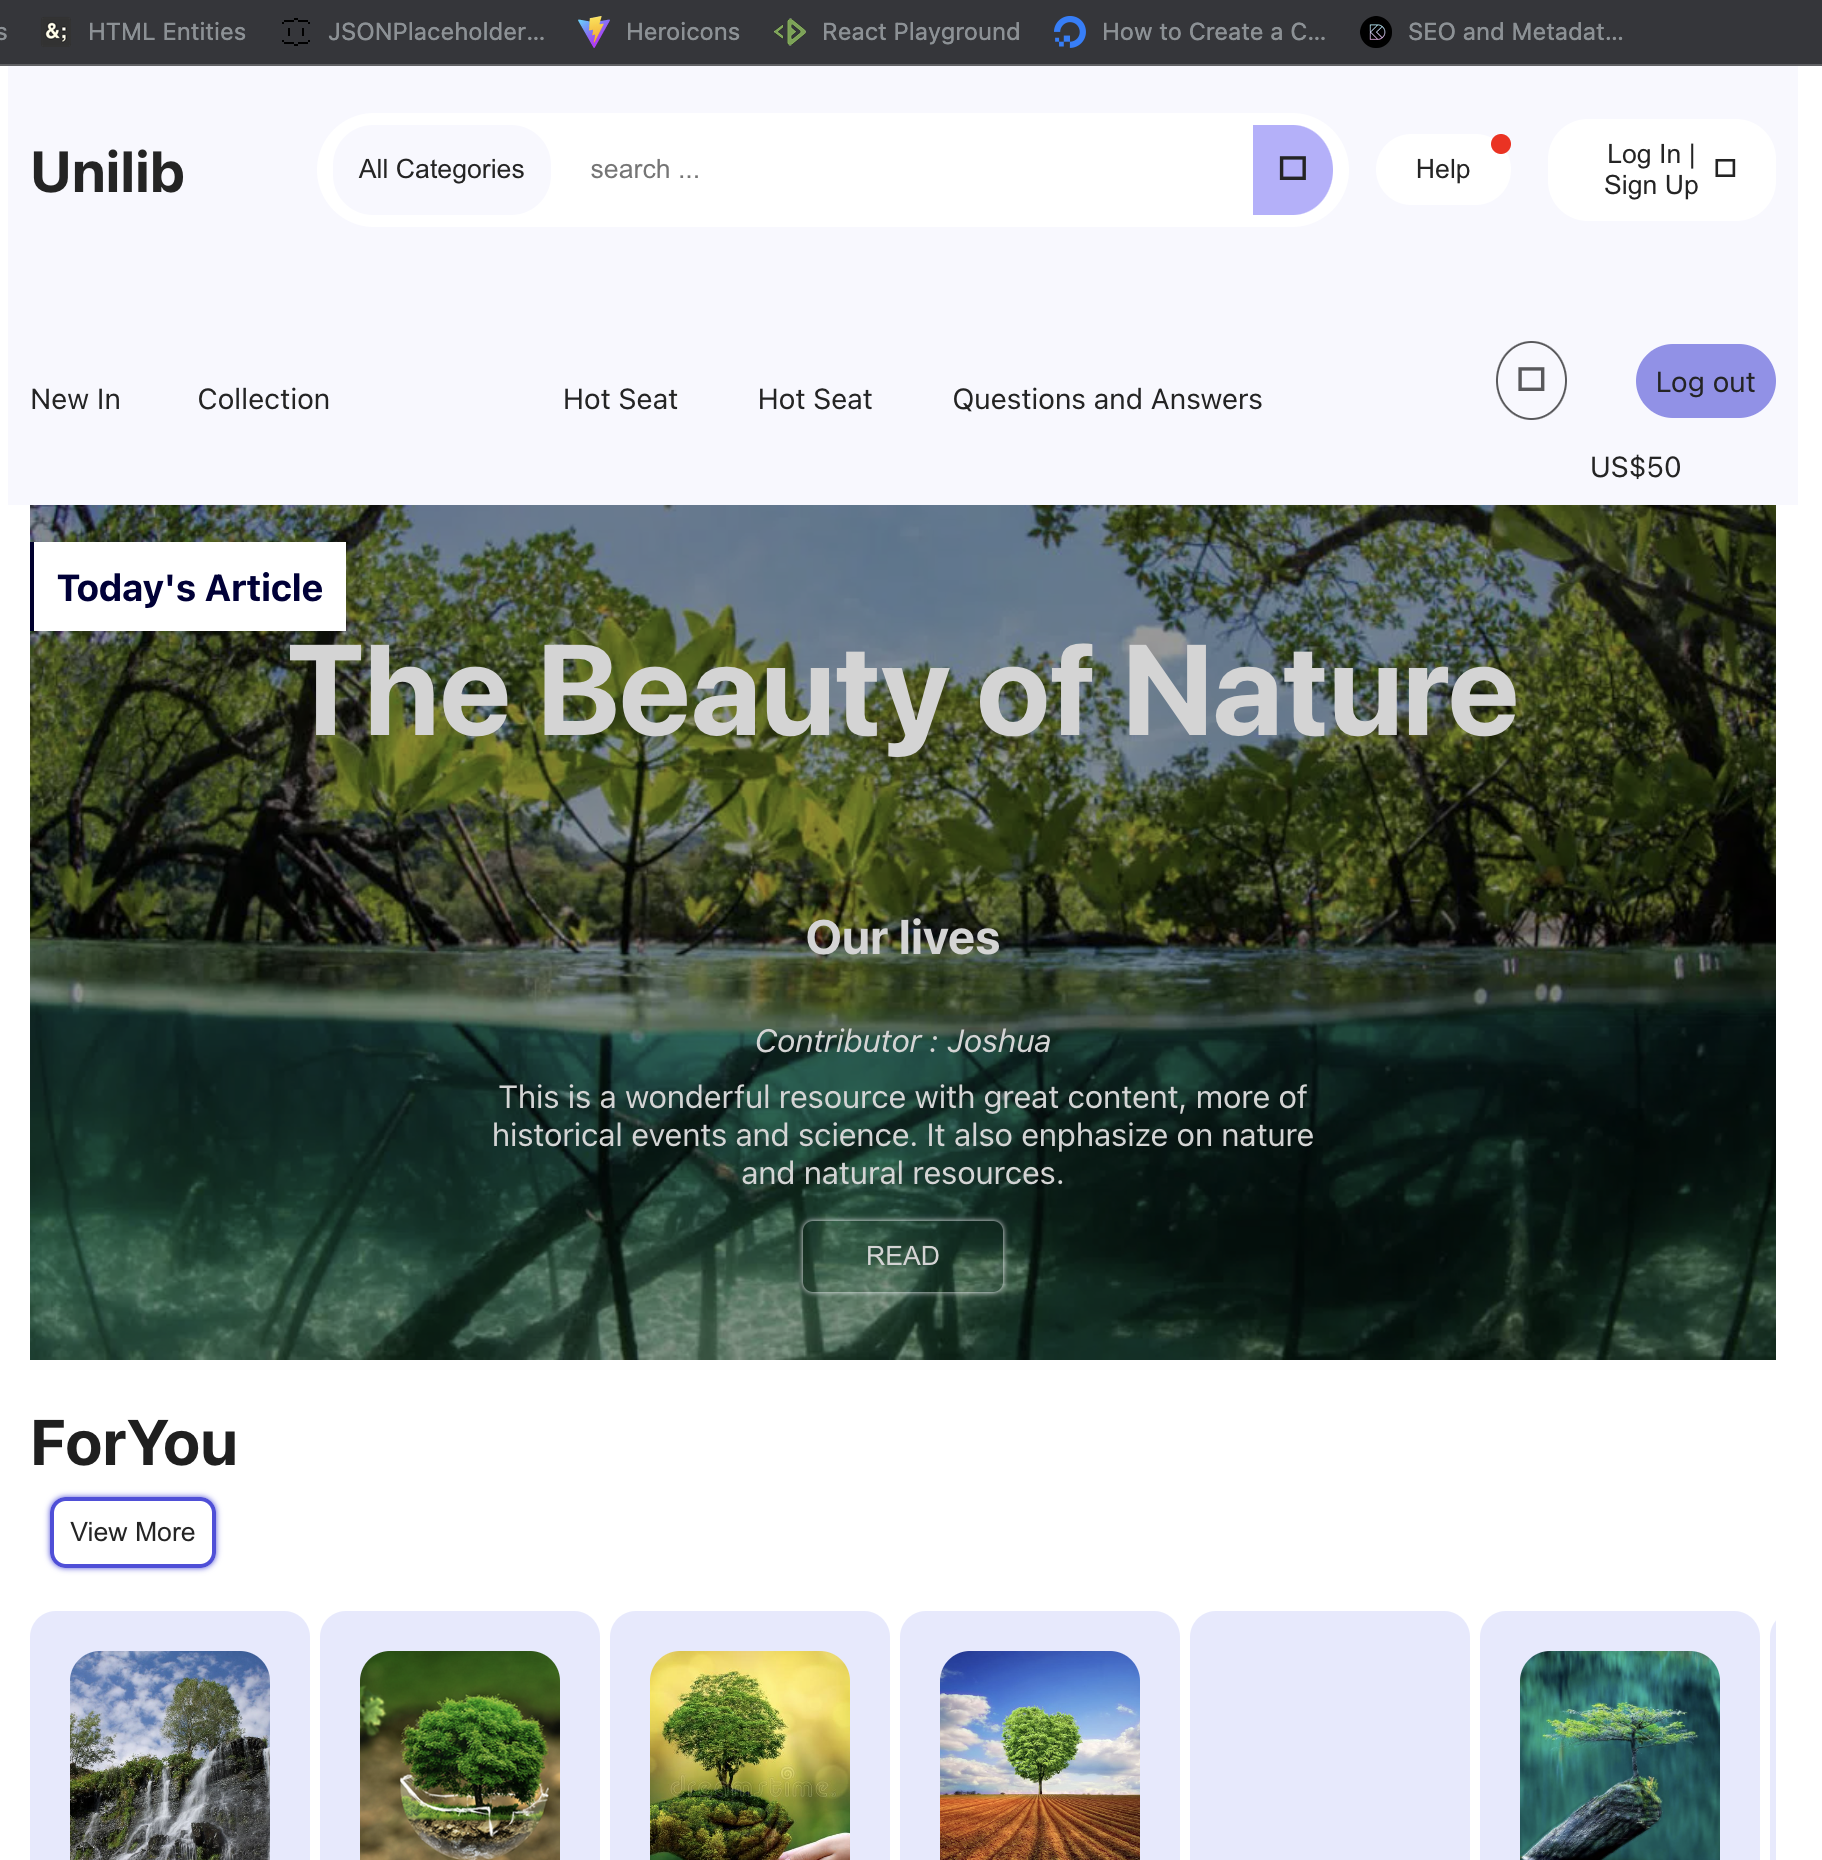 &; HTML Entities JSONPlaceholder... Heroicons React Playground How to Create a C... SEO and Metadat...
Unilib
All Categories search ... Help
Log In |
Sign Up
New In Collection Hot Seat Hot Seat Questions and Answers Log out
US$50
Today's Article
The Beauty of Nature
Our lives
Contributor : Joshua
This is a wonderful resource with great content, more of
historical events and science. It also enphasize on nature
and natural resources.
READ
ForYou
View More
dreamstime